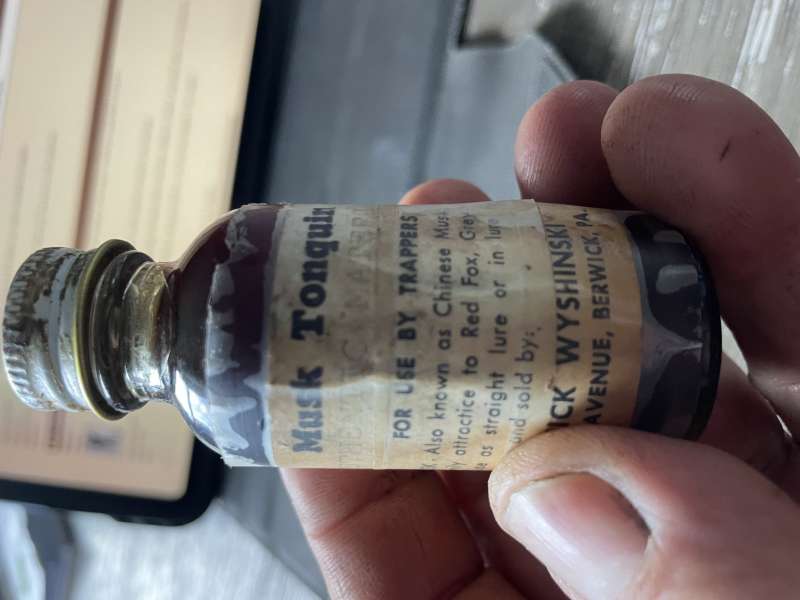 Musk Tonquin
FOR USE BY TRAPPERS
Also known as Chinese Mus
attractice to Red Fox, Grey
as straight lure or in lure
and sold by:
ICK WYSHINSKI
AVENUE, BERWICK, PA.